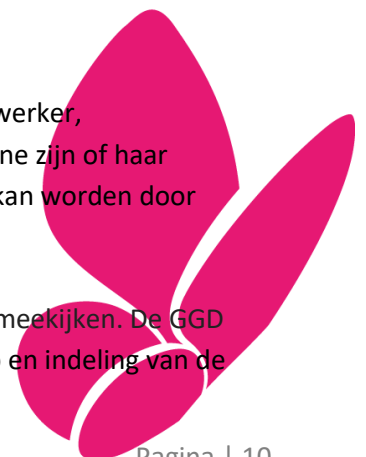 werker,
ne zijn of haar
kan worden door
meekijken. De GGD
en indeling van de
Pagina | 10